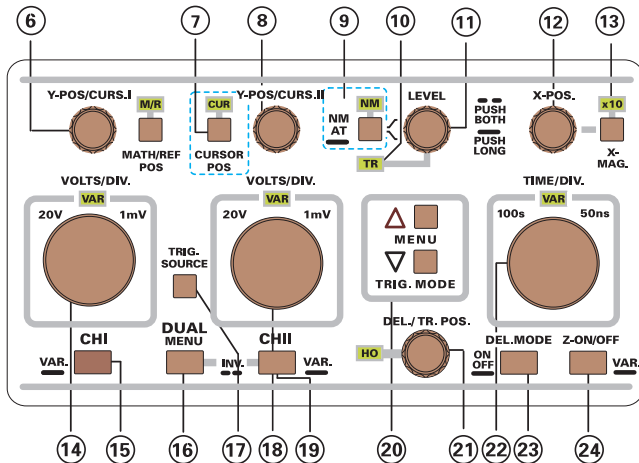 6 7 8 9 10 11 12 13
Y-POS/CURS.I
M/R
MATH/REF
POS
CUR
CURSOR
POS
Y-POS/CURS.II
NM
AT
NM
TR
LEVEL
PUSH
BOTH
PUSH
LONG
X-POS.
x10
X-
MAG.
VOLTS/DIV.
VAR
20V 1mV
TRIG.
SOURCE
VOLTS/DIV.
VAR
20V 1mV
MENU
TRIG. MODE
TIME/DIV.
VAR
100s 50ns
CHI
VAR.
DUAL
MENU
INV.
CHII
VAR.
HO
DEL./ TR. POS.
ON
OFF
DEL.MODE
Z-ON/OFF
VAR.
14 15 16 17 18 19 20 21 22 23 24